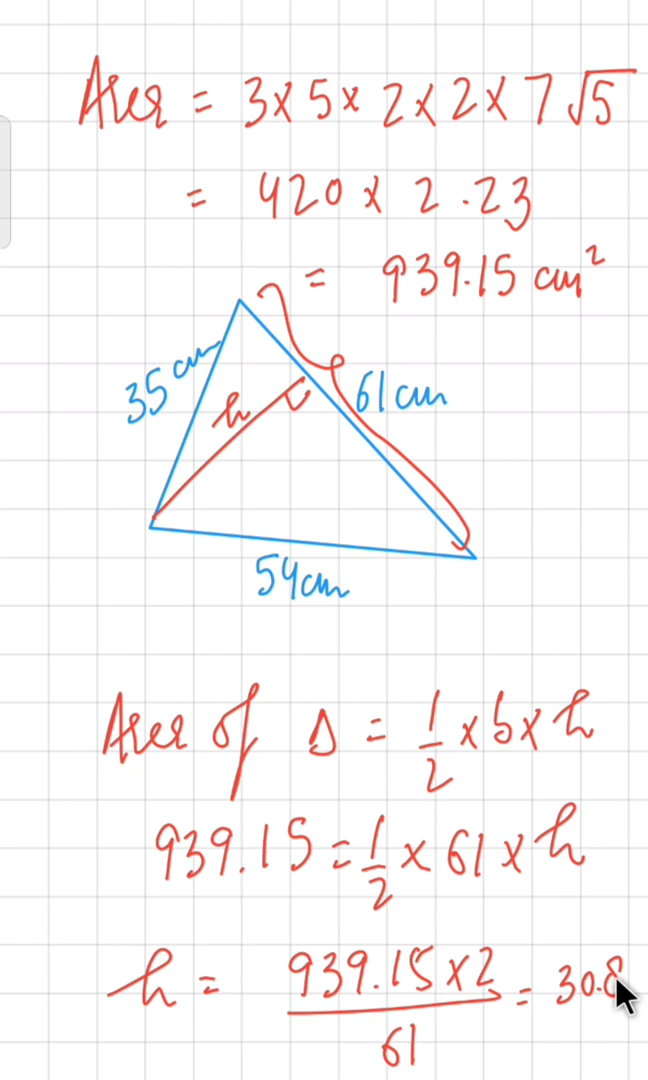 Area = 3×5×2×2×7√5
= 420 × 2.23
= 939.15 cm²
35 cm
h
61 cm
54 cm
Area of Δ = 1/2 × b × h
939.15 = 1/2 × 61 × h
h = 939.15 × 2 / 61 = 30.8